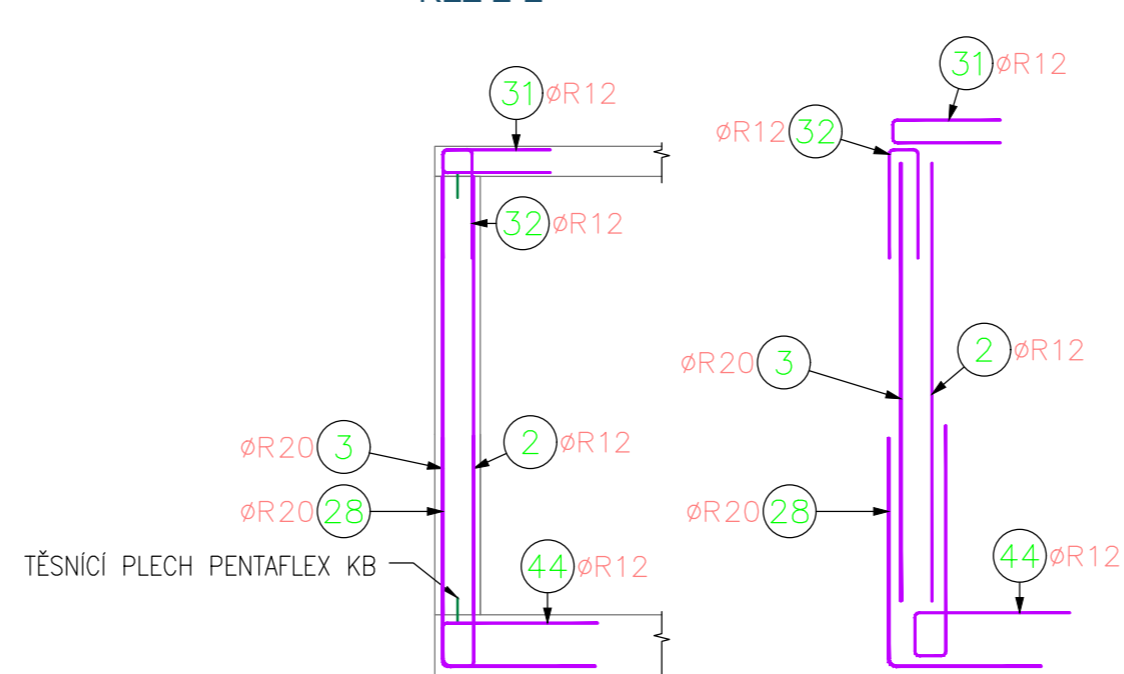 31 øR12
31 øR12
øR12 32
32 øR12
øR20 3
2 øR12
øR20 3
2 øR12
øR20 28
øR20 28
TĚSNÍCÍ PLECH PENTAFLEX KB
44 øR12
44 øR12